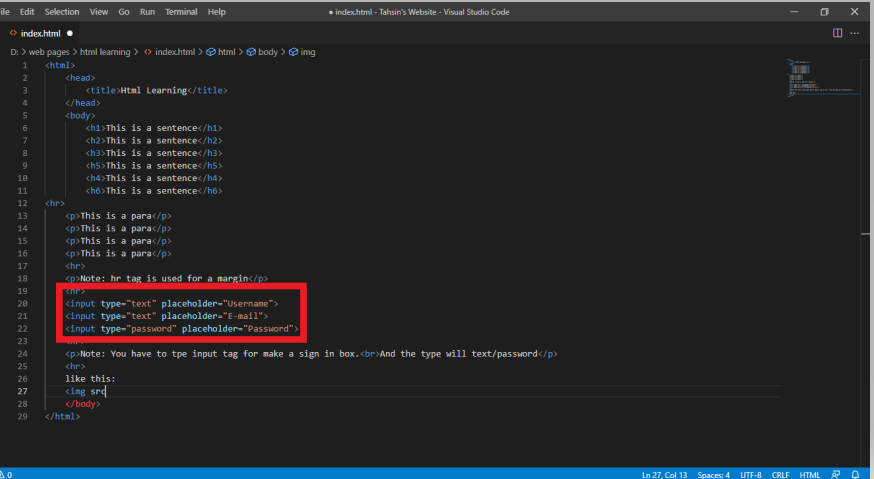 ile Edit Selection View Go Run Terminal Help
● index.html - Tahsin's Website - Visual Studio Code
index.html ●
D: > web pages > html learning > index.html > html > body > img
1 <html>
2 <head>
3 <title>Html Learning</title>
4 </head>
5 <body>
6 <h1>This is a sentence</h1>
7 <h2>This is a sentence</h2>
8 <h3>This is a sentence</h3>
9 <h5>This is a sentence</h5>
10 <h4>This is a sentence</h4>
11 <h6>This is a sentence</h6>
12 <hr>
13 <p>This is a para</p>
14 <p>This is a para</p>
15 <p>This is a para</p>
16 <p>This is a para</p>
17 <hr>
18 <p>Note: hr tag is used for a margin</p>
19 <hr>
20 <input type="text" placeholder="Username">
21 <input type="text" placeholder="E-mail">
22 <input type="password" placeholder="Password">
23 <hr>
24 <p>Note: You have to tpe input tag for make a sign in box.<br>And the type will text/password</p>
25 <hr>
26 like this:
27 <img src
28 </body>
29 </html>
0
Ln 27, Col 13 Spaces: 4 UTF-8 CRLF HTML